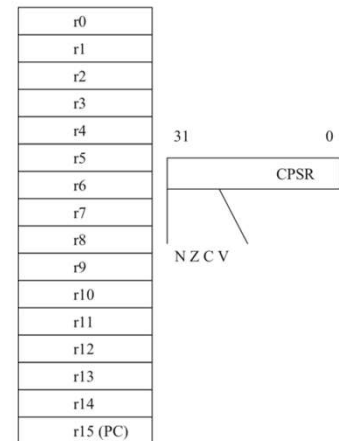 r0
r1
r2
r3
r4
r5
r6
r7
r8
r9
r10
r11
r12
r13
r14
r15 (PC)
31 0
CPSR
N Z C V